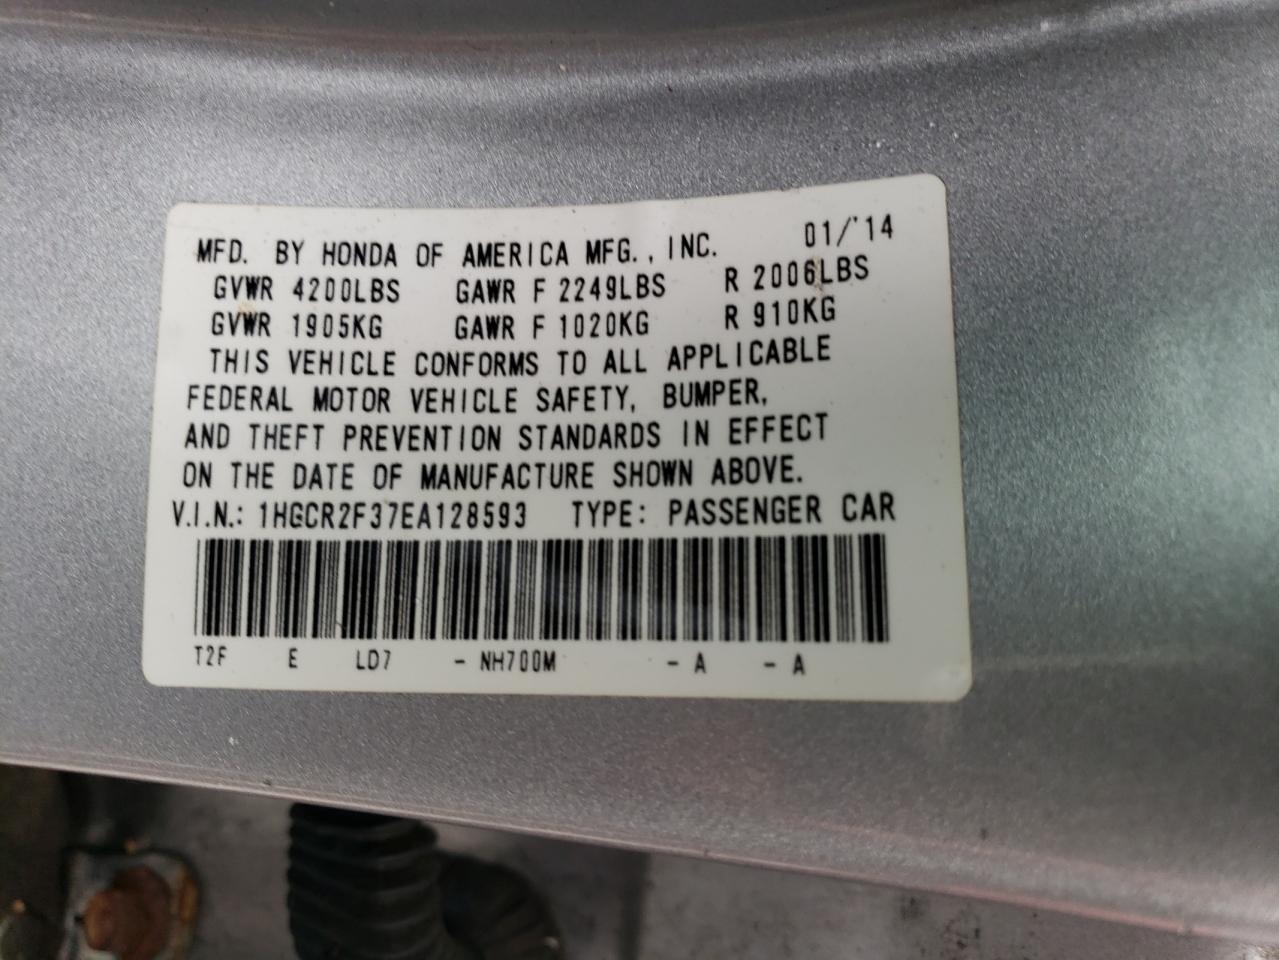 MFD. BY HONDA OF AMERICA MFG., INC. 01/'14
GVWR 4200LBS GAWR F 2249LBS R 2006LBS
GVWR 1905KG GAWR F 1020KG R 910KG
THIS VEHICLE CONFORMS TO ALL APPLICABLE
FEDERAL MOTOR VEHICLE SAFETY, BUMPER,
AND THEFT PREVENTION STANDARDS IN EFFECT
ON THE DATE OF MANUFACTURE SHOWN ABOVE.
V.I.N.: 1HGCR2F37EA128593 TYPE: PASSENGER CAR
T2F E LD7 - NH700M - A - A